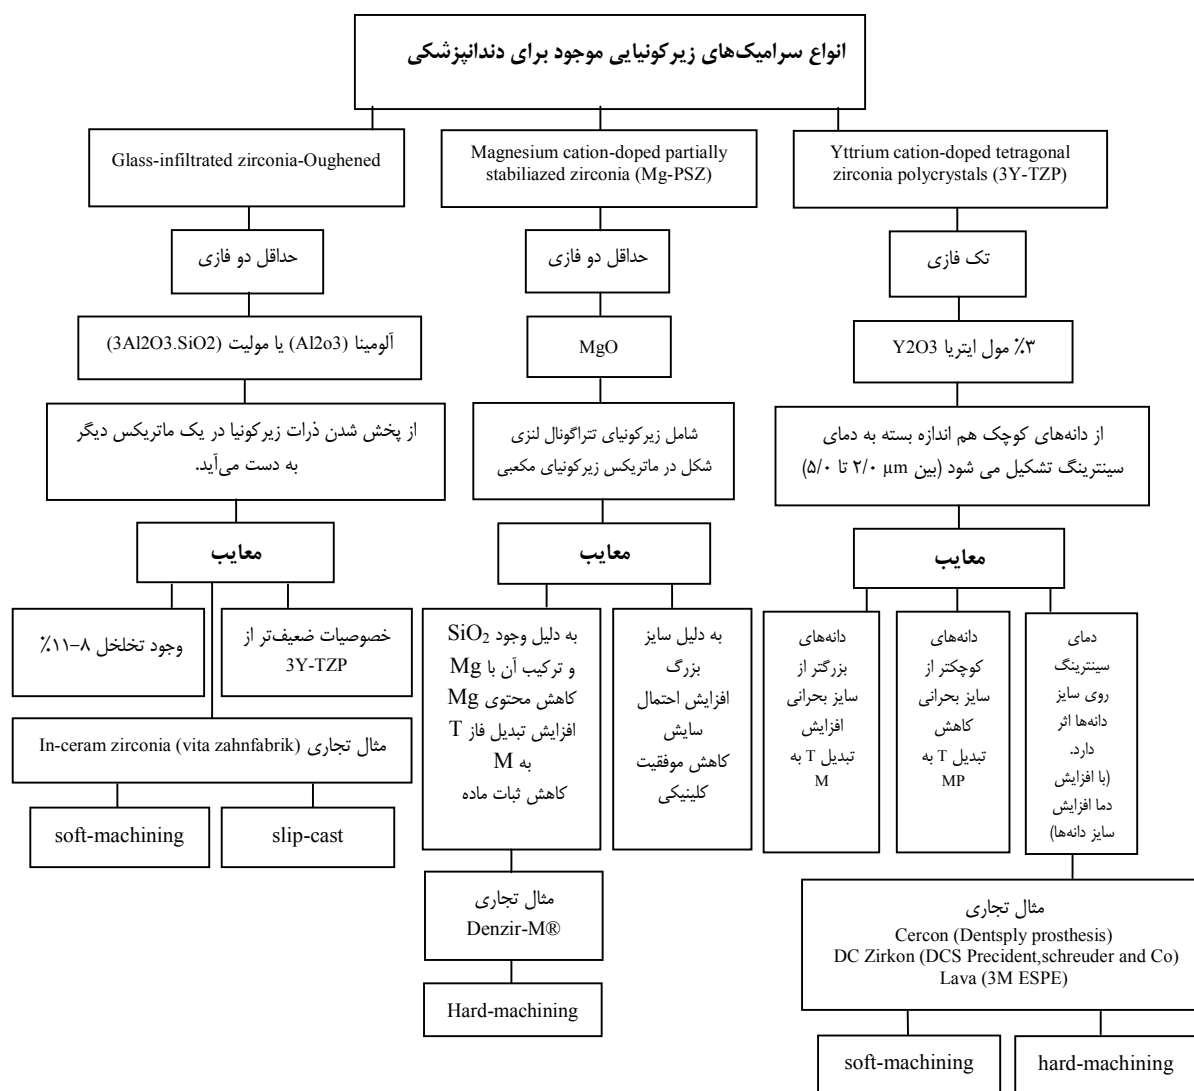 انواع سرامیک‌های زیرکونیایی موجود برای دندانپزشکی
Yttrium cation-doped tetragonal
zirconia polycrystals (3Y-TZP)
تک فازی
۳٪ مول ایتریا Y2O3
از دانه‌های کوچک هم اندازه بسته به دمای
سینترینگ تشکیل می شود (بین ۲/۰ µm تا ۵/۰)
معایب
دمای
سینترینگ
روی سایز
دانه‌ها اثر
دارد.
(با افزایش
دما افزایش
سایز دانه‌ها)
دانه‌های
کوچکتر از
سایز بحرانی
کاهش
تبدیل T به
MP
دانه‌های
بزرگتر از
سایز بحرانی
افزایش
تبدیل T به
M
مثال تجاری
Cercon (Dentsply prosthesis)
DC Zirkon (DCS Precident,schreuder and Co)
Lava (3M ESPE)
hard-machining
soft-machining
Magnesium cation-doped partially
stabiliazed zirconia (Mg-PSZ)
حداقل دو فازی
MgO
شامل زیرکونیای تتراگونال لنزی
شکل در ماتریکس زیرکونیای مکعبی
معایب
به دلیل سایز
بزرگ
افزایش احتمال
سایش
کاهش موفقیت
کلینیکی
به دلیل وجود SiO2
و ترکیب آن با Mg
کاهش محتوی Mg
افزایش تبدیل فاز T
به M
کاهش ثبات ماده
مثال تجاری
Denzir-M®
Hard-machining
Glass-infiltrated zirconia-Oughened
حداقل دو فازی
آلومینا (Al2o3) یا مولیت (3Al2O3.SiO2)
از پخش شدن ذرات زیرکونیا در یک ماتریکس دیگر
به دست می‌آید.
معایب
خصوصیات ضعیف‌تر از
3Y-TZP
وجود تخلخل ۸-۱۱٪
مثال تجاری In-ceram zirconia (vita zahnfabrik)
slip-cast
soft-machining